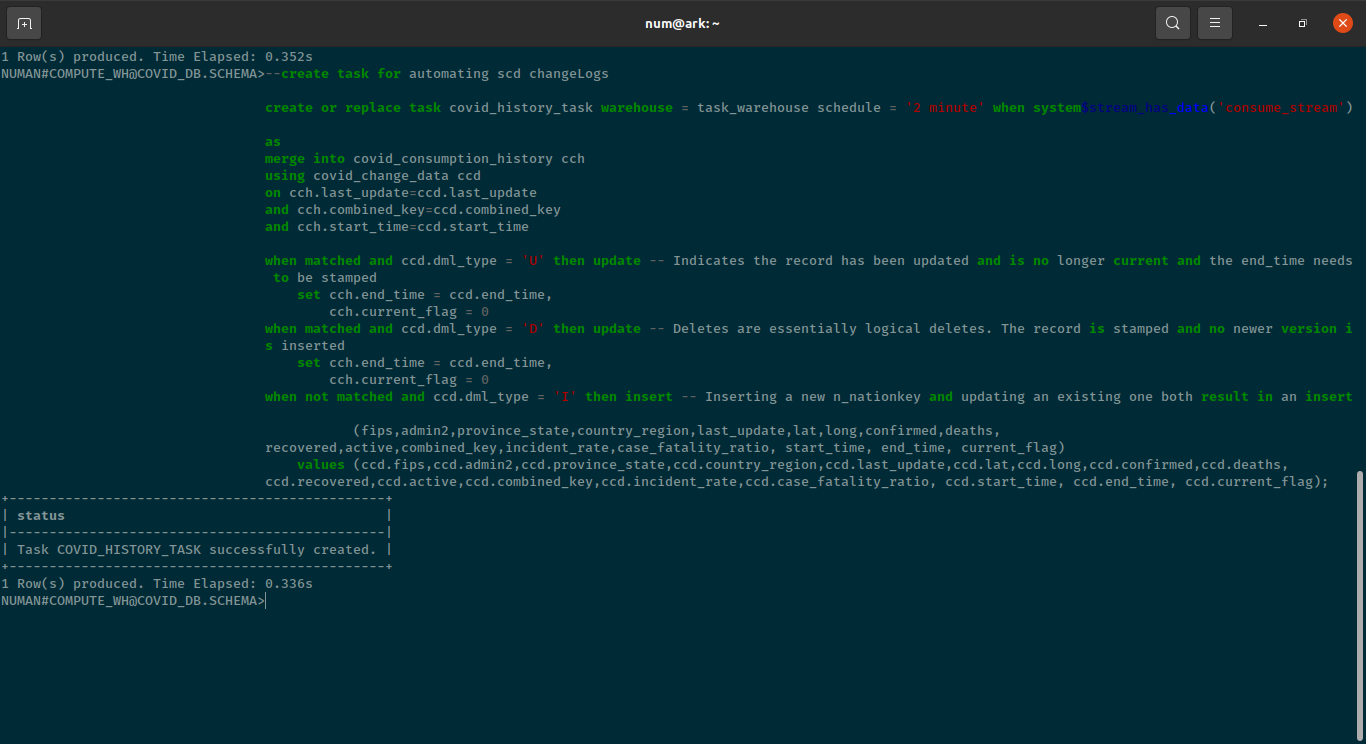 num@ark: ~
1 Row(s) produced. Time Elapsed: 0.352s
NUMAN#COMPUTE_WH@COVID_DB.SCHEMA>--create task for automating scd changeLogs
create or replace task covid_history_task warehouse = task_warehouse schedule = '2 minute' when system$stream_has_data('consume_stream')
as
merge into covid_consumption_history cch
using covid_change_data ccd
on cch.last_update=ccd.last_update
and cch.combined_key=ccd.combined_key
and cch.start_time=ccd.start_time
when matched and ccd.dml_type = 'U' then update -- Indicates the record has been updated and is no longer current and the end_time needs
to be stamped
set cch.end_time = ccd.end_time,
cch.current_flag = 0
when matched and ccd.dml_type = 'D' then update -- Deletes are essentially logical deletes. The record is stamped and no newer version i
s inserted
set cch.end_time = ccd.end_time,
cch.current_flag = 0
when not matched and ccd.dml_type = 'I' then insert -- Inserting a new n_nationkey and updating an existing one both result in an insert
(fips,admin2,province_state,country_region,last_update,lat,long,confirmed,deaths,
recovered,active,combined_key,incident_rate,case_fatality_ratio, start_time, end_time, current_flag)
values (ccd.fips,ccd.admin2,ccd.province_state,ccd.country_region,ccd.last_update,ccd.lat,ccd.long,ccd.confirmed,ccd.deaths,
ccd.recovered,ccd.active,ccd.combined_key,ccd.incident_rate,ccd.case_fatality_ratio, ccd.start_time, ccd.end_time, ccd.current_flag);
+-----------------------------------------------+
| status |
|-----------------------------------------------|
| Task COVID_HISTORY_TASK successfully created. |
+-----------------------------------------------+
1 Row(s) produced. Time Elapsed: 0.336s
NUMAN#COMPUTE_WH@COVID_DB.SCHEMA>